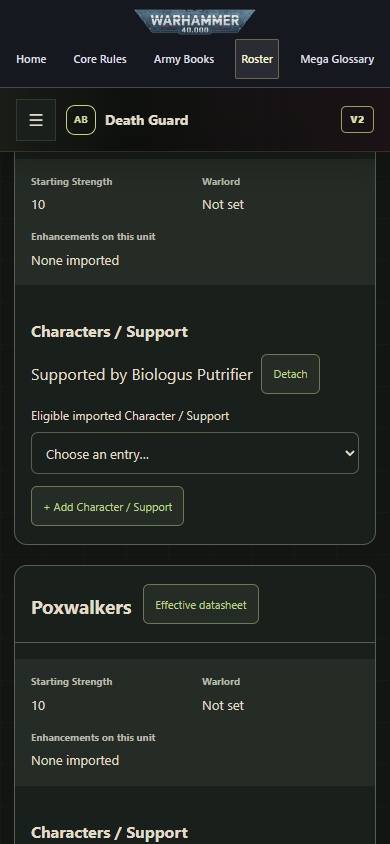 WARHAMMER
40,000
Home
Core Rules
Army Books
Roster
Mega Glossary
AB
Death Guard
V2
Starting Strength
Warlord
10
Not set
Enhancements on this unit
None imported
Characters / Support
Supported by Biologus Putrifier
Detach
Eligible imported Character / Support
Choose an entry...
+ Add Character / Support
Poxwalkers
Effective datasheet
Starting Strength
Warlord
10
Not set
Enhancements on this unit
None imported
Characters / Support